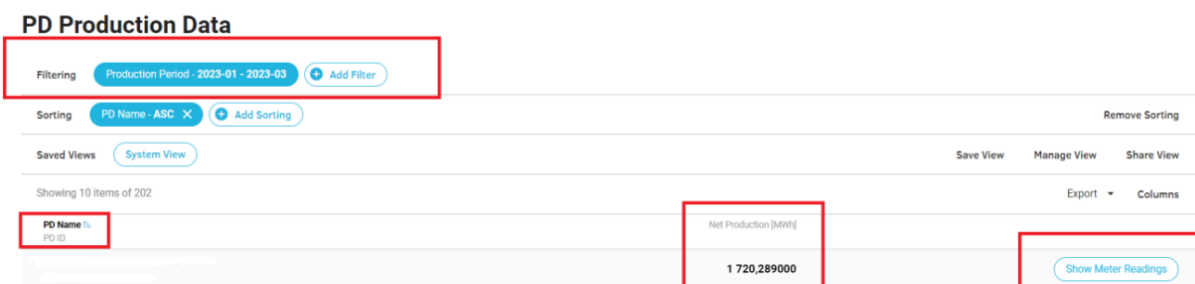 PD Production Data
Filtering Production Period - 2023-01 - 2023-03 Add Filter
Sorting PD Name - ASC Add Sorting Remove Sorting
Saved Views System View Save View Manage View Share View
Showing 10 items of 202 Export Columns
PD Name Net Production [MWh]
PD ID
1 720,289000 Show Meter Readings